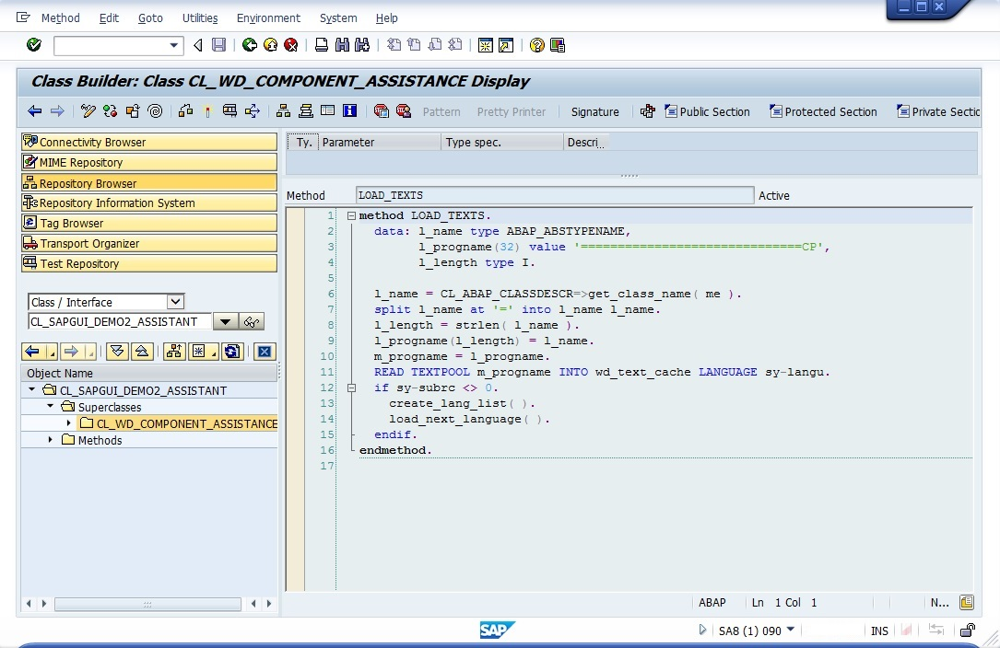 Method Edit Goto Utilities Environment System Help
Class Builder: Class CL_WD_COMPONENT_ASSISTANCE Display
Pattern Pretty Printer Signature Public Section Protected Section Private Sectio
Connectivity Browser
MIME Repository
Repository Browser
Repository Information System
Tag Browser
Transport Organizer
Test Repository
Class / Interface
CL_SAPGUI_DEMO2_ASSISTANT
Object Name
CL_SAPGUI_DEMO2_ASSISTANT
Superclasses
CL_WD_COMPONENT_ASSISTANCE
Methods
Ty. Parameter Type spec. Descri...
Method LOAD_TEXTS Active
1 method LOAD_TEXTS.
2 data: l_name type ABAP_ABSTYPENAME,
3 l_progname(32) value '==============================CP',
4 l_length type I.
5
6 l_name = CL_ABAP_CLASSDESCR=>get_class_name( me ).
7 split l_name at '=' into l_name l_name.
8 l_length = strlen( l_name ).
9 l_progname(l_length) = l_name.
10 m_progname = l_progname.
11 READ TEXTPOOL m_progname INTO wd_text_cache LANGUAGE sy-langu.
12 if sy-subrc <> 0.
13 create_lang_list( ).
14 load_next_language( ).
15 endif.
16 endmethod.
17
ABAP Ln 1 Col 1 N...
SAP SA8 (1) 090 INS